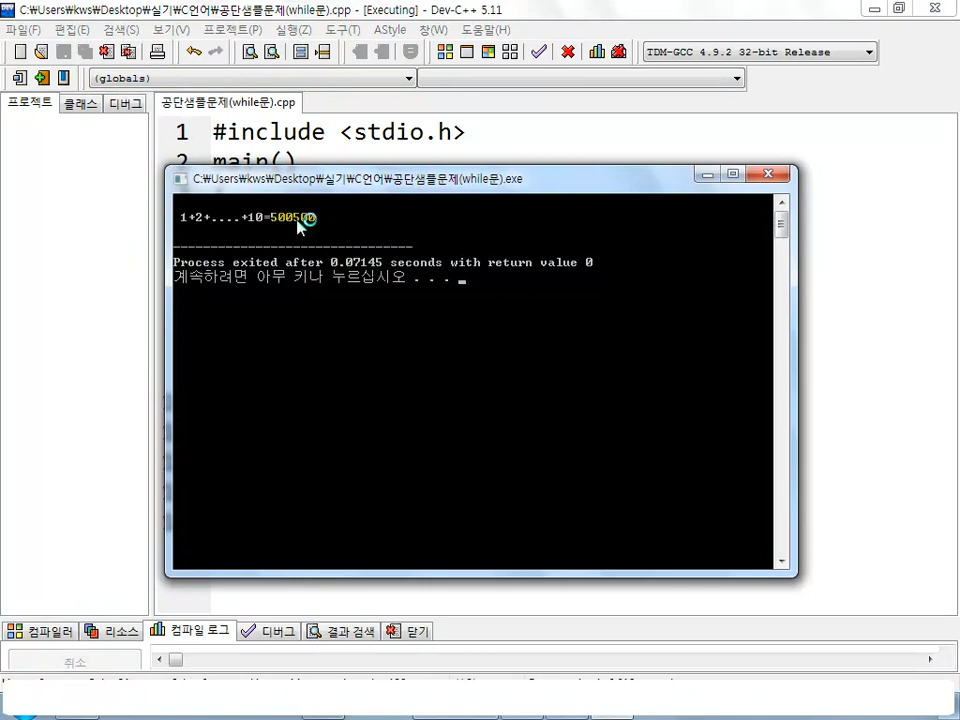 C:\Users\kws\Desktop\실기\C언어\공단샘플문제(while문).cpp - [Executing] - Dev-C++ 5.11
파일(F) 편집(E) 검색(S) 보기(V) 프로젝트(P) 실행(Z) 도구(T) AStyle 창(W) 도움말(H)
TDM-GCC 4.9.2 32-bit Release
(globals)
프로젝트 클래스 디버그 공단샘플문제(while문).cpp
1 #include <stdio.h>
2 main()
C:\Users\kws\Desktop\실기\C언어\공단샘플문제(while문).exe
1+2+....+10=500500
--------------------------------
Process exited after 0.07145 seconds with return value 0
계속하려면 아무 키나 누르십시오 . . .
컴파일러 리소스 컴파일 로그 디버그 결과 검색 닫기
취소